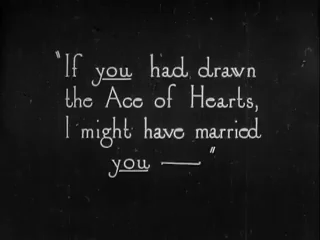 "If you had drawn
the Ace of Hearts,
I might have married
you —"